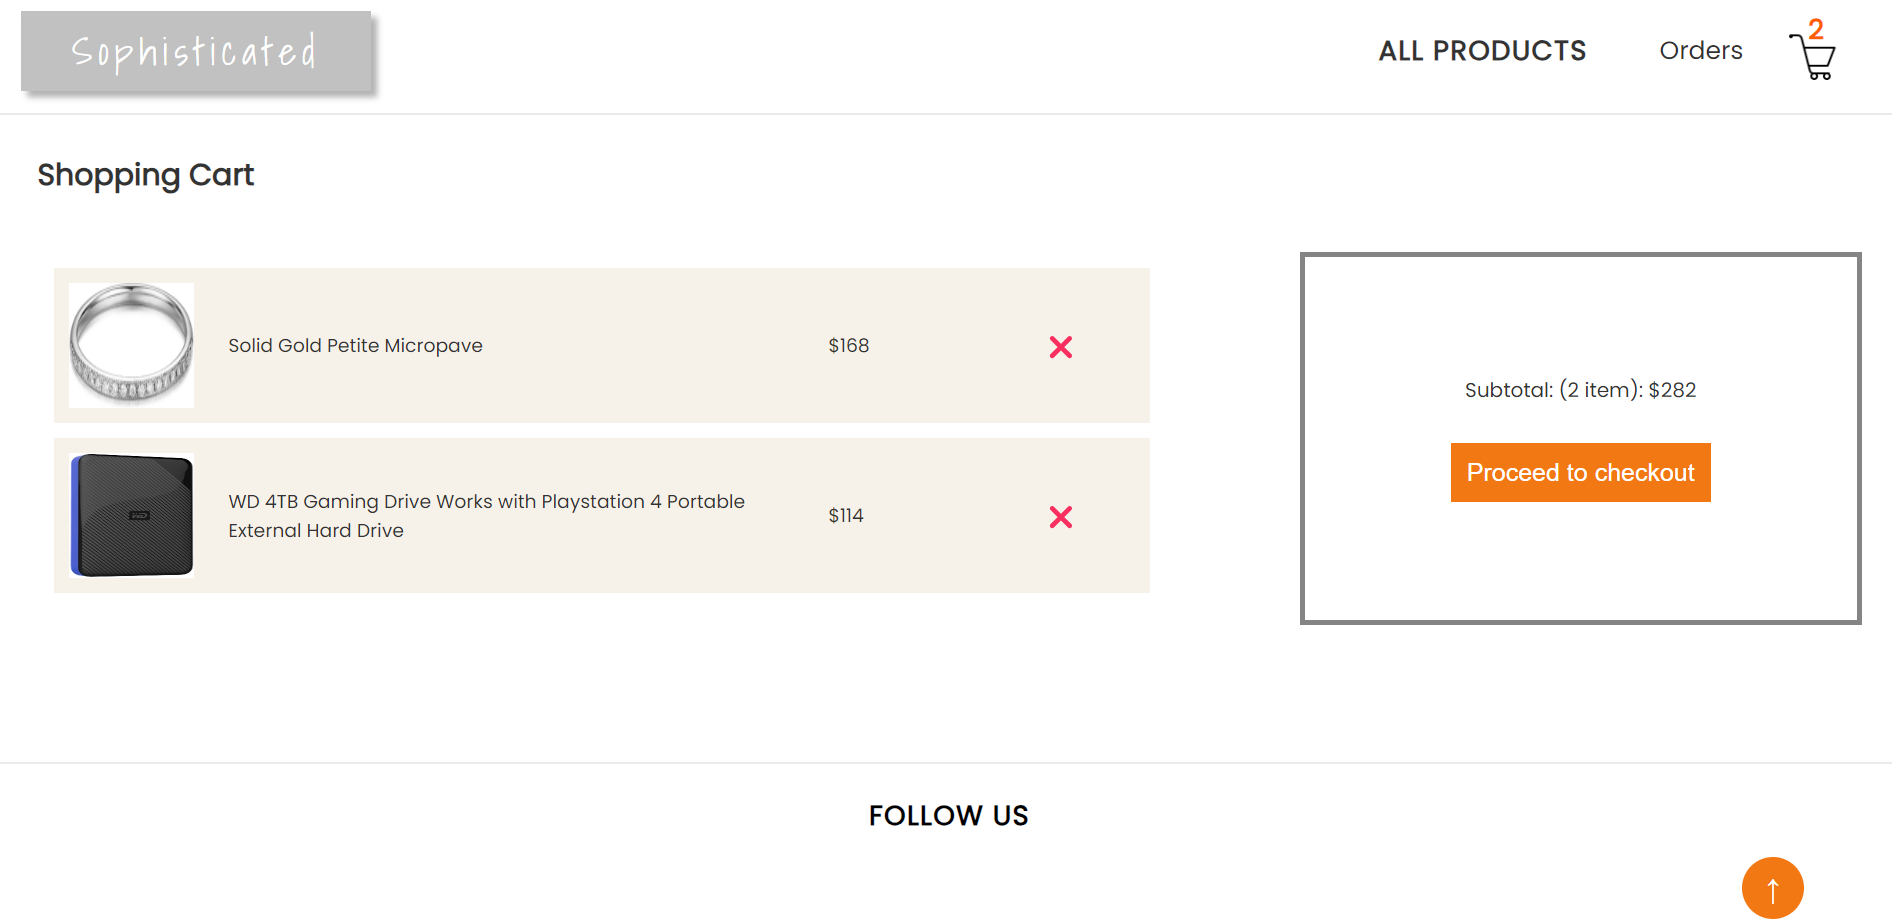 Sophisticated
ALL PRODUCTS
Orders
2
Shopping Cart
Solid Gold Petite Micropave
$168
WD 4TB Gaming Drive Works with Playstation 4 Portable
External Hard Drive
$114
WD
Subtotal: (2 item): $282
Proceed to checkout
FOLLOW US
↑